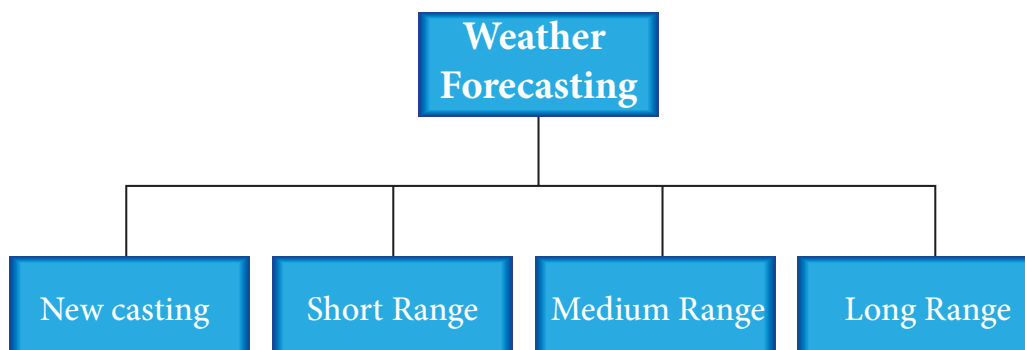 Weather
Forecasting
New casting
Short Range
Medium Range
Long Range